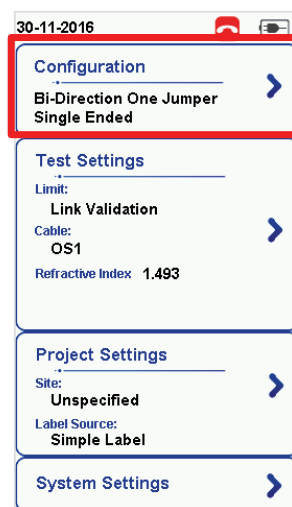 30-11-2016
Configuration
Bi-Direction One Jumper
Single Ended
Test Settings
Limit:
Link Validation
Cable:
OS1
Refractive Index 1.493
Project Settings
Site:
Unspecified
Label Source:
Simple Label
System Settings